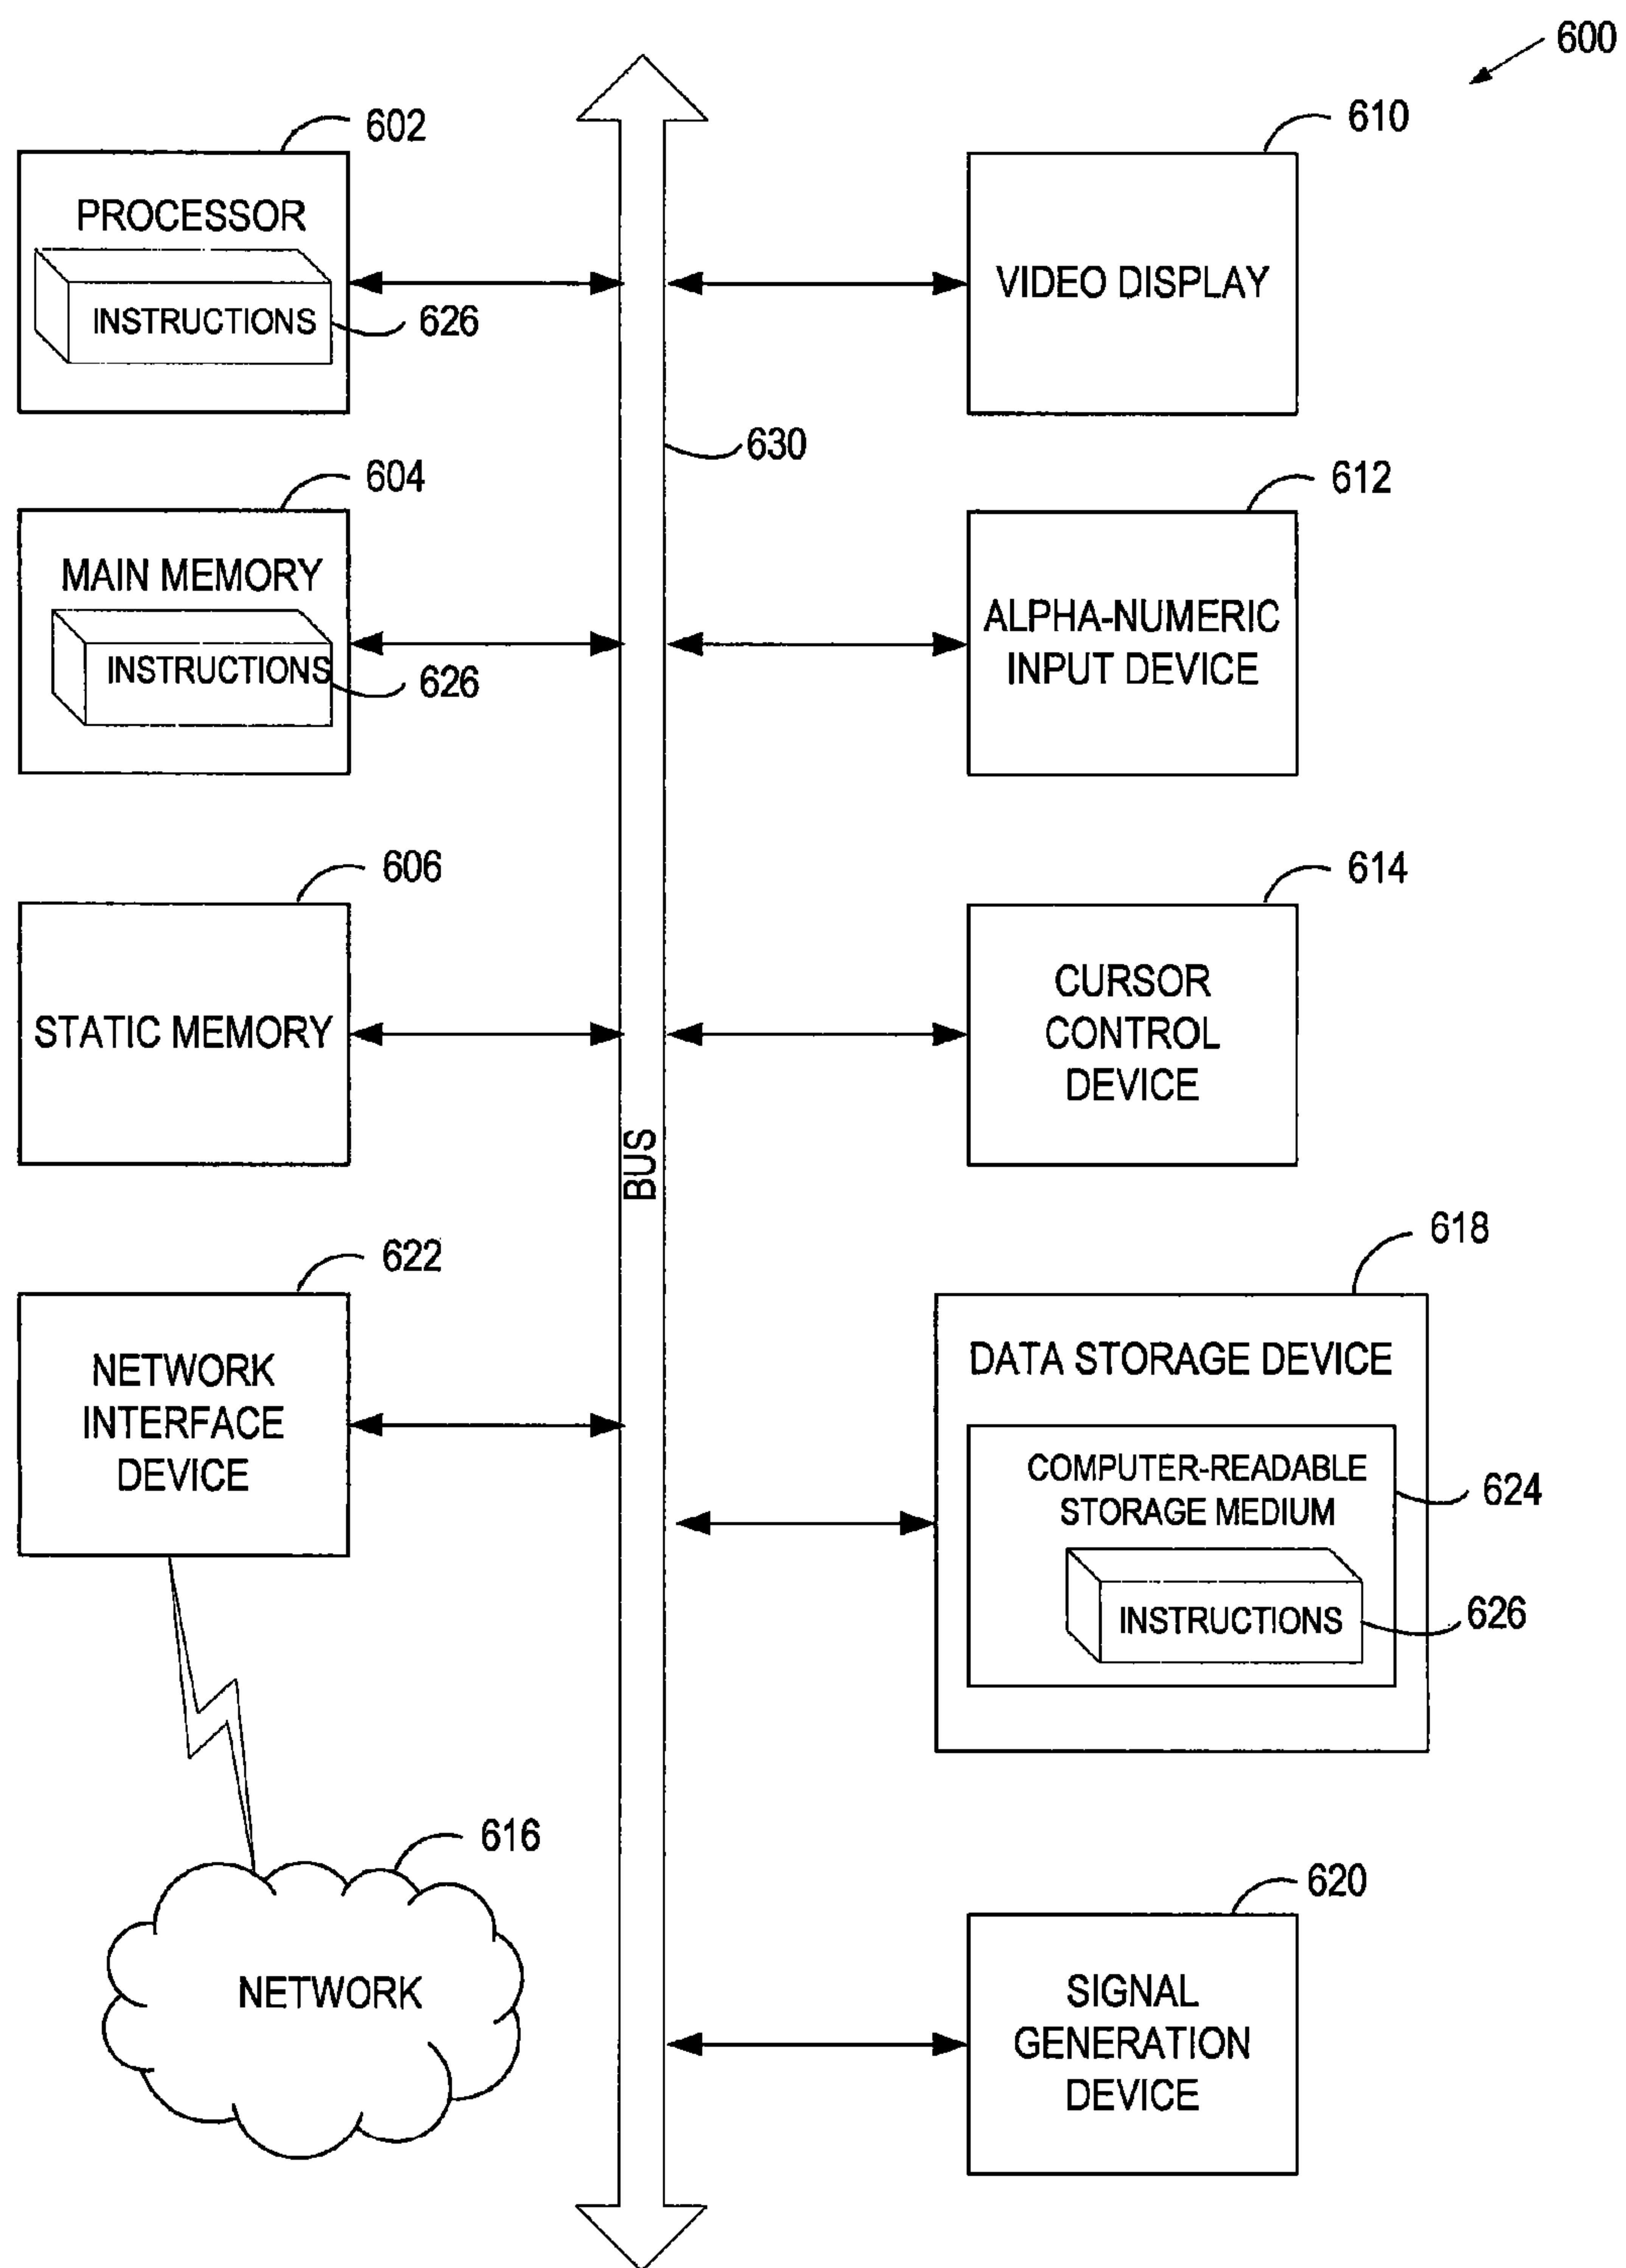 600
602
PROCESSOR
INSTRUCTIONS
626
610
VIDEO DISPLAY
630
604
MAIN MEMORY
INSTRUCTIONS
626
612
ALPHA-NUMERIC
INPUT DEVICE
606
STATIC MEMORY
614
CURSOR
CONTROL
DEVICE
BUS
622
NETWORK
INTERFACE
DEVICE
618
DATA STORAGE DEVICE
COMPUTER-READABLE
STORAGE MEDIUM
624
INSTRUCTIONS
626
616
NETWORK
620
SIGNAL
GENERATION
DEVICE